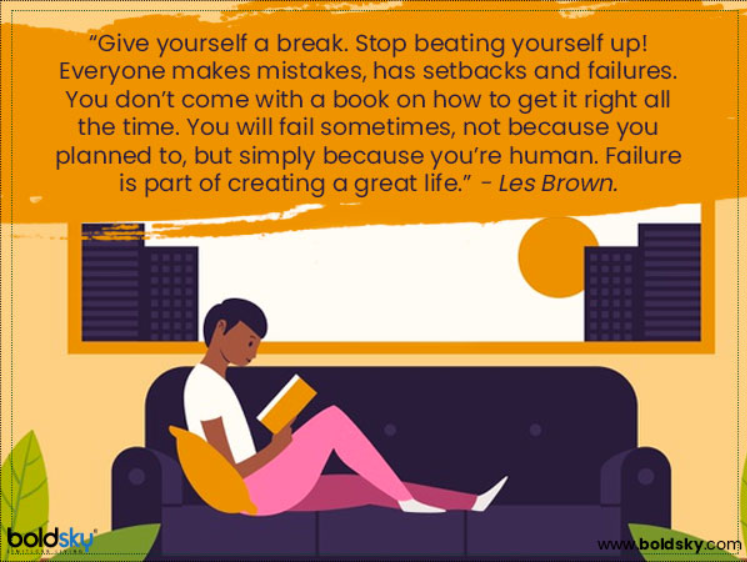 “Give yourself a break. Stop beating yourself up!
Everyone makes mistakes, has setbacks and failures.
You don’t come with a book on how to get it right all
the time. You will fail sometimes, not because you
planned to, but simply because you’re human. Failure
is part of creating a great life.” - Les Brown.
boldsky
LIMITLESS LIVING
www.boldsky.com